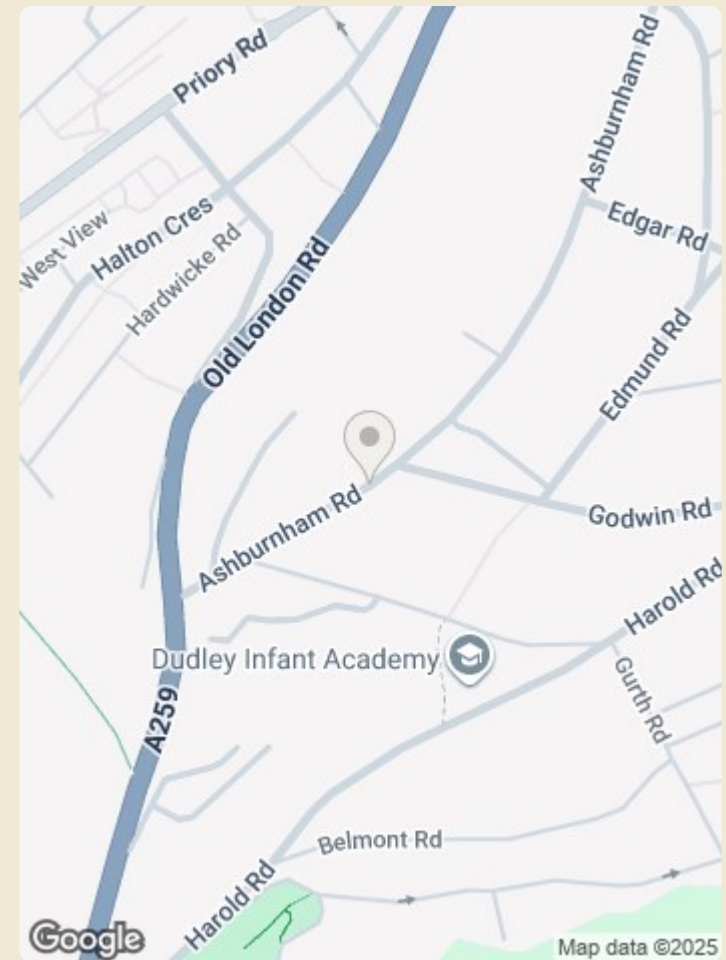 Priory Rd
Ashburnham Rd
Edgar Rd
West View
Halton Cres
Hardwicke Rd
Old London Rd
Edmund Rd
Ashburnham Rd
Godwin Rd
Harold Rd
Dudley Infant Academy
Gurth Rd
A259
Belmont Rd
Harold Rd
Google
Map data ©2025